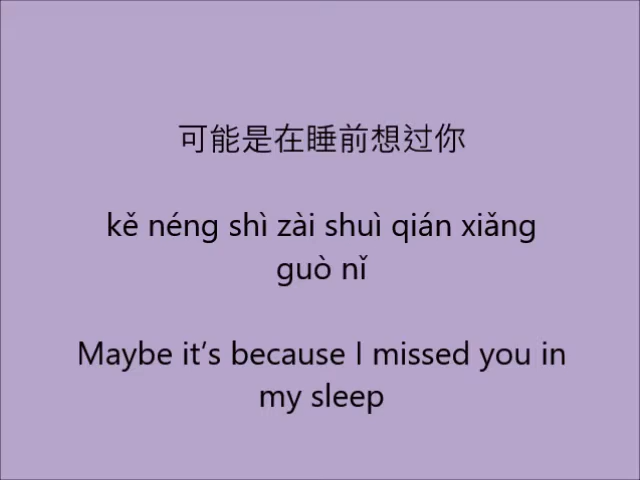 可能是在睡前想过你
kě néng shì zài shuì qián xiǎng
guò nǐ
Maybe it's because I missed you in
my sleep